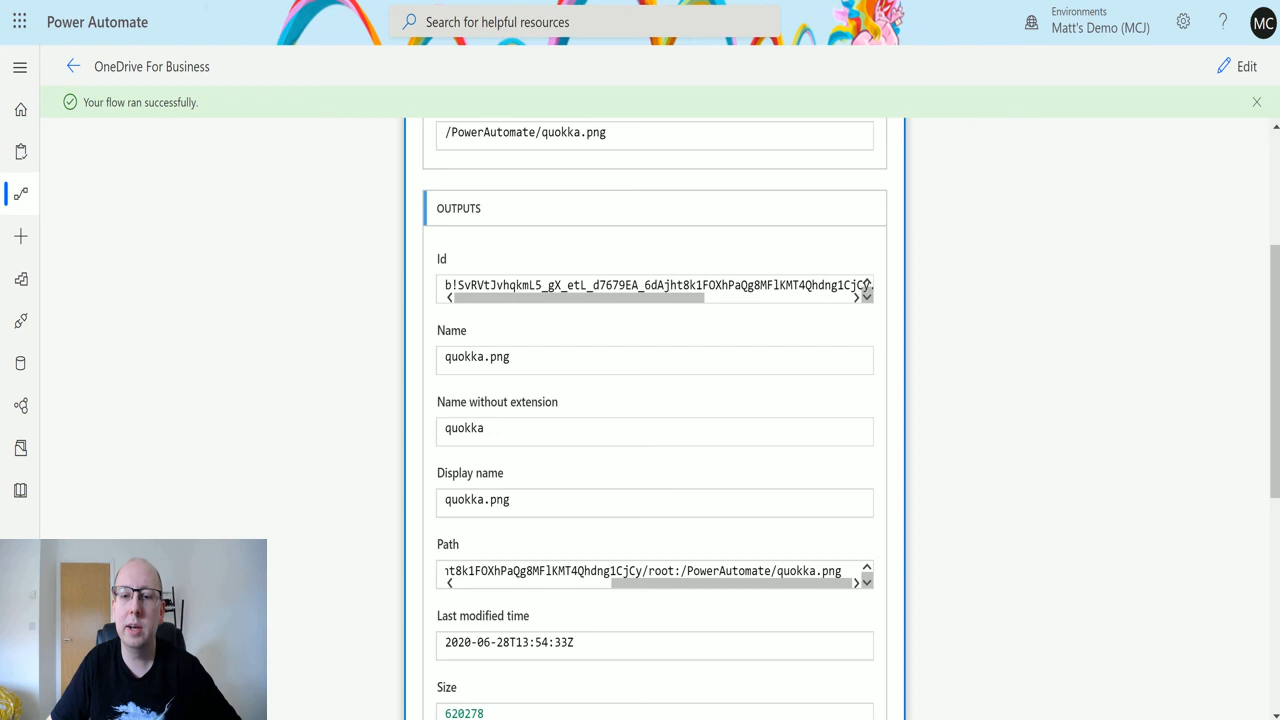 Power Automate
Search for helpful resources
Environments
Matt's Demo (MCJ)
?
MC
OneDrive For Business
Edit
Your flow ran successfully.
/PowerAutomate/quokka.png
OUTPUTS
Id
b!SvRVtJvhqkmL5_gX_etL_d7679EA_6dAjht8k1FOXhPaQg8MFlKMT4Qhdng1CjCy.
Name
quokka.png
Name without extension
quokka
Display name
quokka.png
Path
ht8k1FOXhPaQg8MFlKMT4Qhdng1CjCy/root:/PowerAutomate/quokka.png
Last modified time
2020-06-28T13:54:33Z
Size
620278